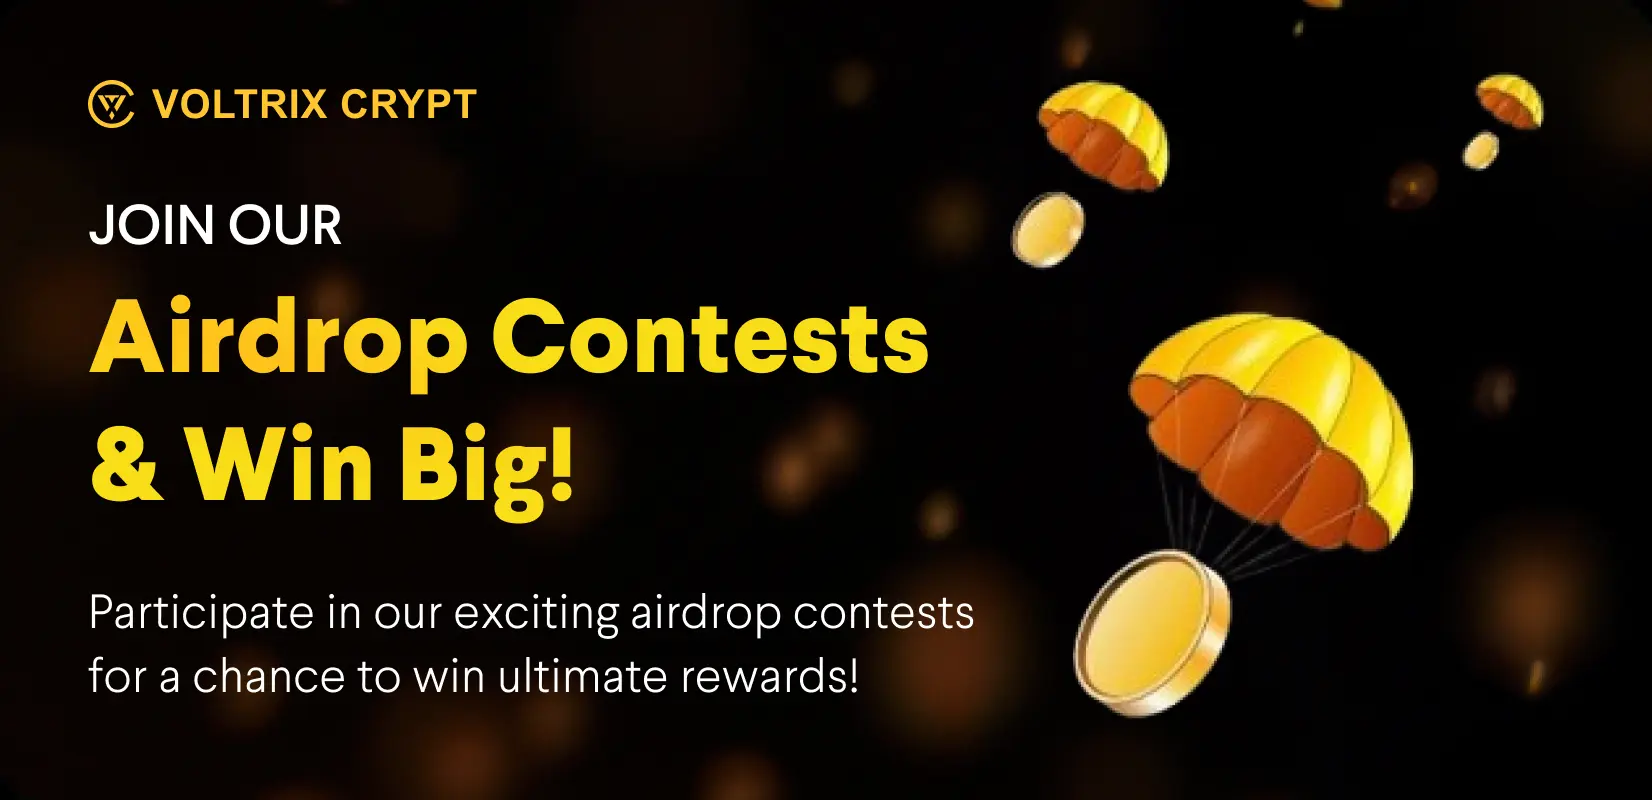 VOLTRIX CRYPT
JOIN OUR
Airdrop Contests
& Win Big!
Participate in our exciting airdrop contests
for a chance to win ultimate rewards!